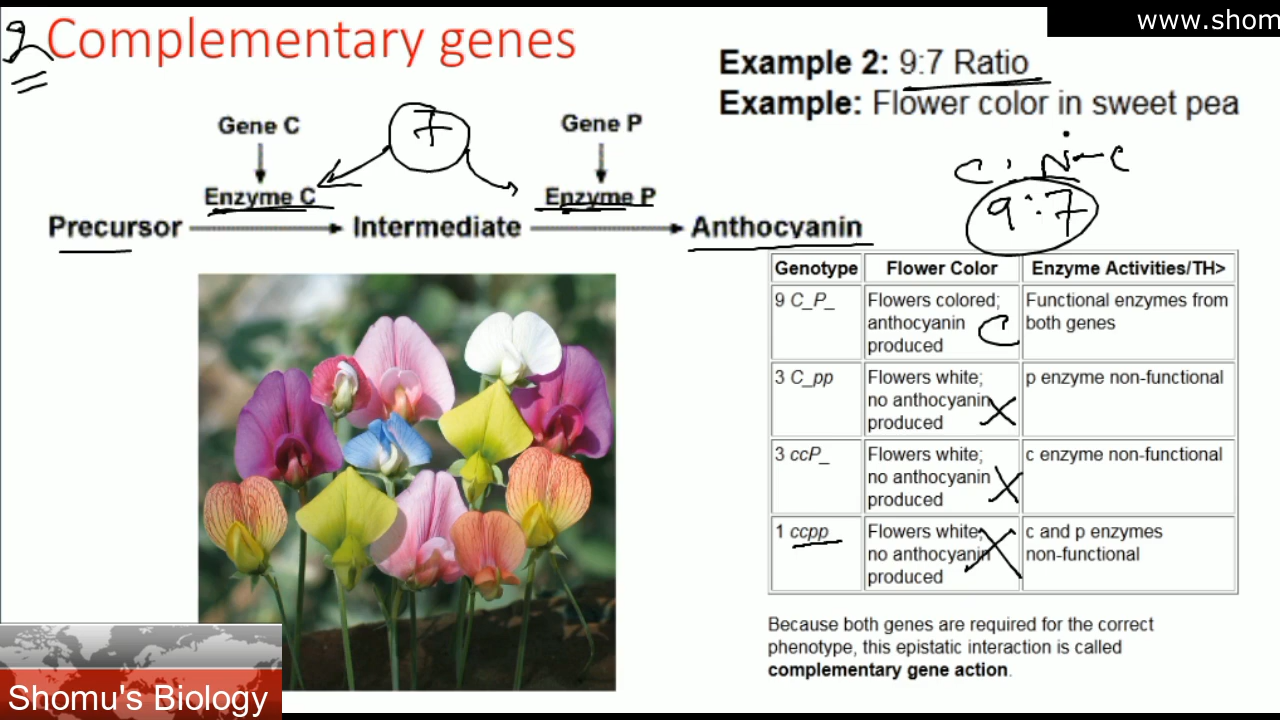 www.shom
2 Complementary genes
Example 2: 9:7 Ratio
Example: Flower color in sweet pea
Gene C
7
Gene P
C : N-C
9:7
Enzyme C
Enzyme P
Precursor
Intermediate
Anthocyanin
Genotype Flower Color Enzyme Activities/TH>
9 C_P_ Flowers colored; Functional enzymes from
anthocyanin C both genes
produced
3 C_pp Flowers white; p enzyme non-functional
no anthocyanin
produced
3 ccP_ Flowers white; c enzyme non-functional
no anthocyanin
produced
1 ccpp Flowers white; c and p enzymes
no anthocyanin non-functional
produced
Because both genes are required for the correct
phenotype, this epistatic interaction is called
complementary gene action.
Shomu's Biology